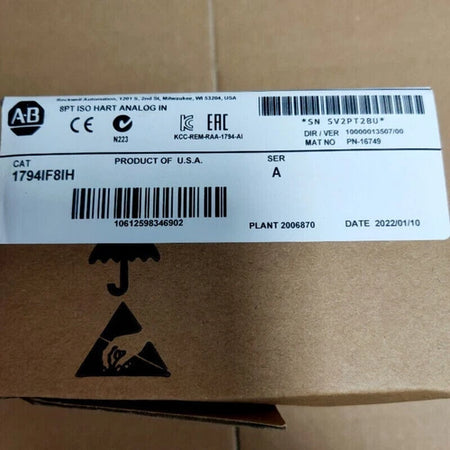 Rockwell Automation, 1201 S. 2nd St, Milwaukee, WI 53204, USA
8PT ISO HART ANALOG IN
A·B
CE
N223
EAC
KCC-REM-RAA-1794-AI
*SN SV2PT2BU*
DIR / VER 10000013507/00
MAT NO PN-16749
CAT
1794IF8IH
PRODUCT OF U.S.A.
SER
A
10612598346902
PLANT 2006870
DATE 2022/01/10